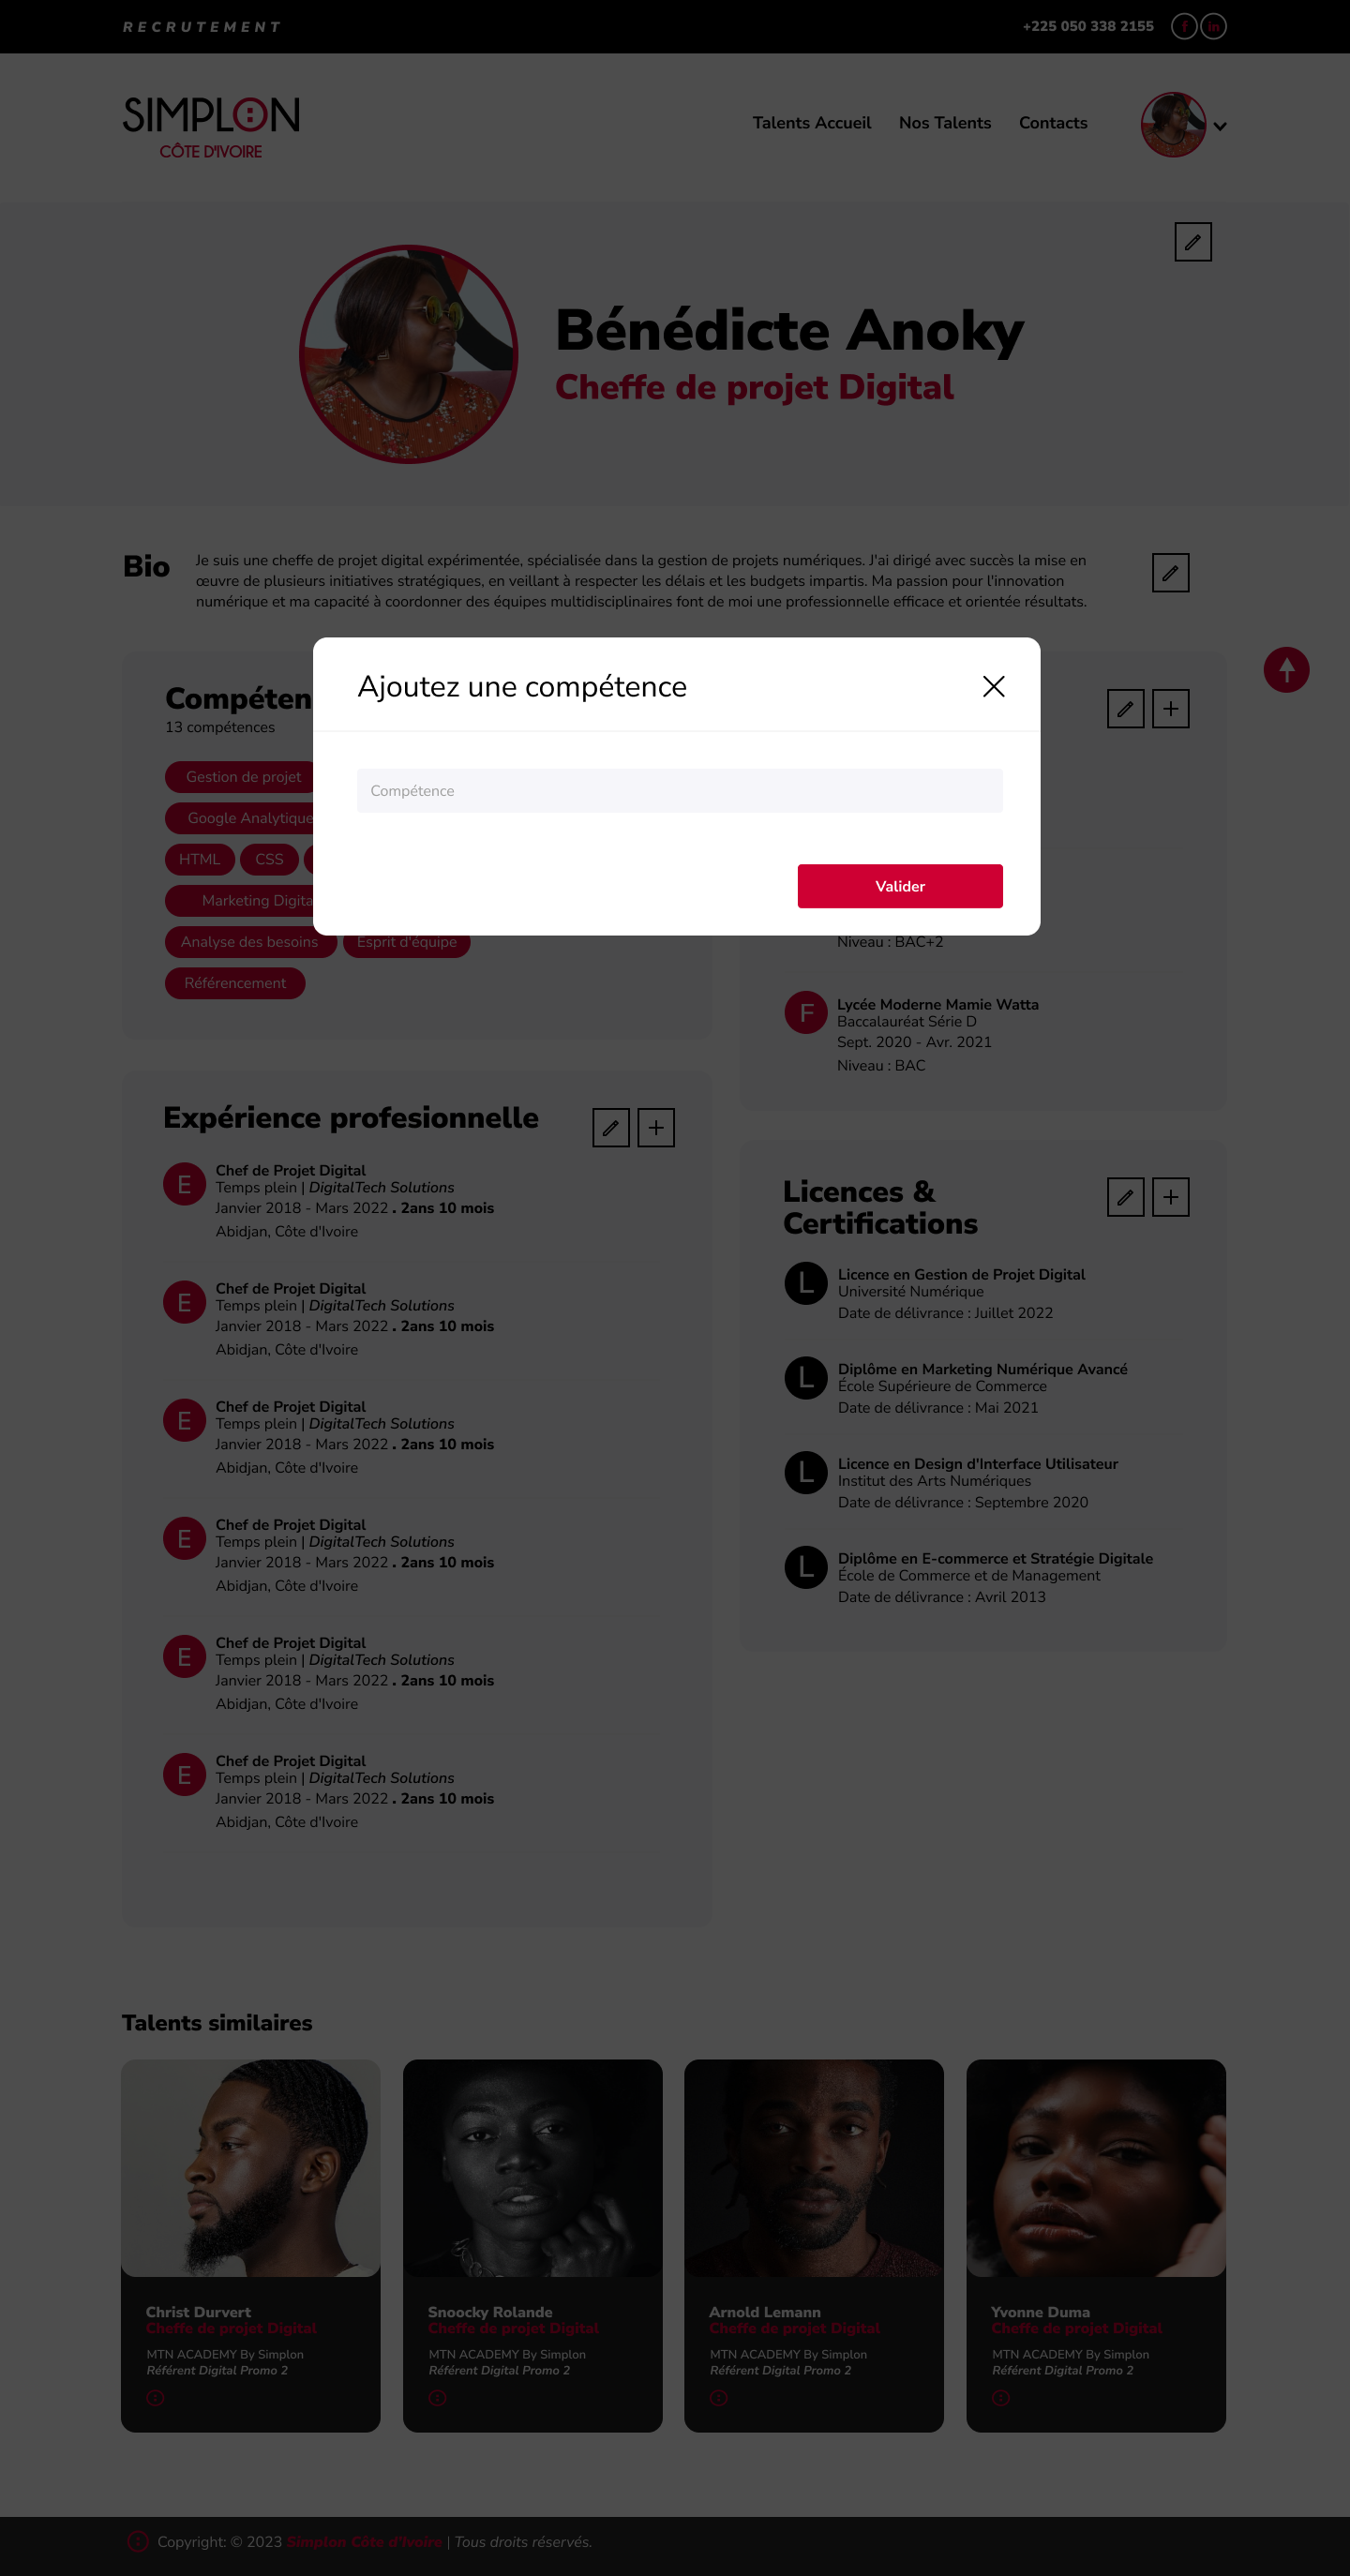 RECRUTEMENT
+225 050 338 2155
f in
SIMPLON
CÔTE D'IVOIRE
Talents Accueil Nos Talents Contacts
Bénédicte Anoky
Cheffe de projet Digital
Bio
Je suis une cheffe de projet digital expérimentée, spécialisée dans la gestion de projets numériques. J'ai dirigé avec succès la mise en
œuvre de plusieurs initiatives stratégiques, en veillant à respecter les délais et les budgets impartis. Ma passion pour l'innovation
numérique et ma capacité à coordonner des équipes multidisciplinaires font de moi une professionnelle efficace et orientée résultats.
Ajoutez une compétence
Compétence
Valider
Compéten
13 compétences
Gestion de projet
Google Analytique
HTML CSS
Marketing Digita
Analyse des besoins Esprit d'équipe
Référencement
Niveau : BAC+2
F
Lycée Moderne Mamie Watta
Baccalauréat Série D
Sept. 2020 - Avr. 2021
Niveau : BAC
Expérience profesionnelle
E
Chef de Projet Digital
Temps plein | DigitalTech Solutions
Janvier 2018 - Mars 2022 . 2ans 10 mois
Abidjan, Côte d'Ivoire
E
Chef de Projet Digital
Temps plein | DigitalTech Solutions
Janvier 2018 - Mars 2022 . 2ans 10 mois
Abidjan, Côte d'Ivoire
E
Chef de Projet Digital
Temps plein | DigitalTech Solutions
Janvier 2018 - Mars 2022 . 2ans 10 mois
Abidjan, Côte d'Ivoire
E
Chef de Projet Digital
Temps plein | DigitalTech Solutions
Janvier 2018 - Mars 2022 . 2ans 10 mois
Abidjan, Côte d'Ivoire
E
Chef de Projet Digital
Temps plein | DigitalTech Solutions
Janvier 2018 - Mars 2022 . 2ans 10 mois
Abidjan, Côte d'Ivoire
E
Chef de Projet Digital
Temps plein | DigitalTech Solutions
Janvier 2018 - Mars 2022 . 2ans 10 mois
Abidjan, Côte d'Ivoire
Licences &
Certifications
L
Licence en Gestion de Projet Digital
Université Numérique
Date de délivrance : Juillet 2022
L
Diplôme en Marketing Numérique Avancé
École Supérieure de Commerce
Date de délivrance : Mai 2021
L
Licence en Design d'Interface Utilisateur
Institut des Arts Numériques
Date de délivrance : Septembre 2020
L
Diplôme en E-commerce et Stratégie Digitale
École de Commerce et de Management
Date de délivrance : Avril 2013
Talents similaires
Christ Durvert
Cheffe de projet Digital
MTN ACADEMY By Simplon
Référent Digital Promo 2
Snoocky Rolande
Cheffe de projet Digital
MTN ACADEMY By Simplon
Référent Digital Promo 2
Arnold Lemann
Cheffe de projet Digital
MTN ACADEMY By Simplon
Référent Digital Promo 2
Yvonne Duma
Cheffe de projet Digital
MTN ACADEMY By Simplon
Référent Digital Promo 2
Copyright: © 2023 Simplon Côte d'Ivoire | Tous droits réservés.